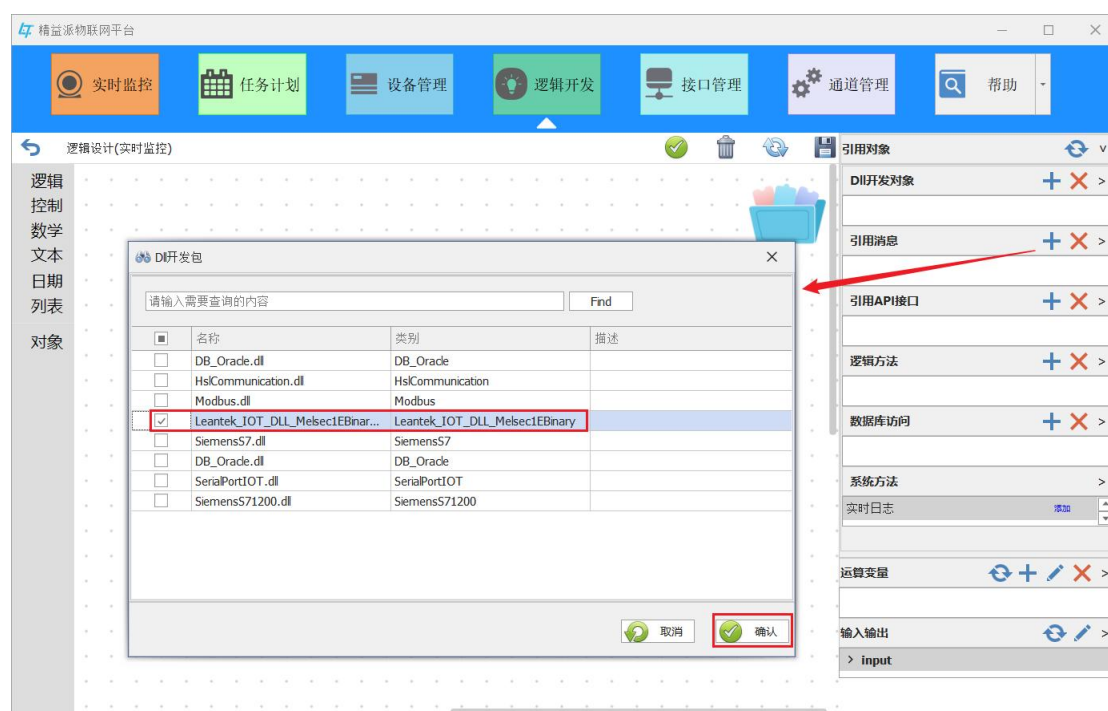 精益派物联网平台
实时监控 任务计划 设备管理 逻辑开发 接口管理 通道管理 帮助
逻辑设计(实时监控)
逻辑
控制
数学
文本
日期
列表
对象
Dll开发包
请输入需要查询的内容 Find
名称 类别 描述
DB_Oracle.dll DB_Oracle
HslCommunication.dll HslCommunication
Modbus.dll Modbus
Leantek_IOT_DLL_Melsec1EBinar... Leantek_IOT_DLL_Melsec1EBinary
SiemensS7.dll SiemensS7
DB_Oracle.dll DB_Oracle
SerialPortIOT.dll SerialPortIOT
SiemensS71200.dll SiemensS71200
取消 确认
引用对象
Dll开发对象
引用消息
引用API接口
逻辑方法
数据库访问
系统方法
实时日志 添加
运算变量
输入输出
> input